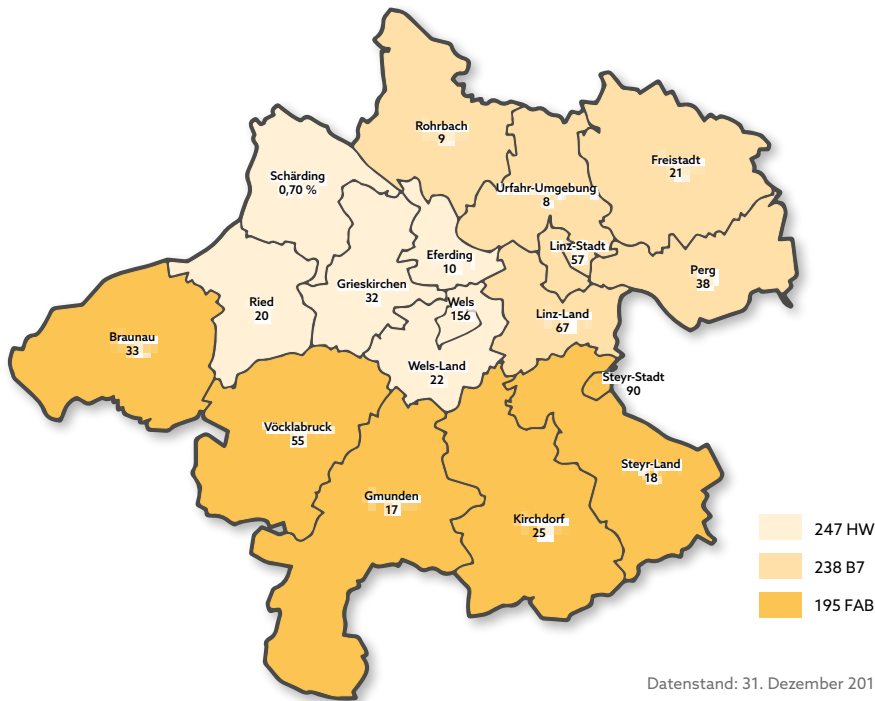 Rohrbach
9
Freistadt
21
Schärding
0,70 %
Urfahr-Umgebung
8
Linz-Stadt
57
Eferding
10
Perg
38
Grieskirchen
32
Ried
20
Wels
156
Linz-Land
67
Braunau
33
Wels-Land
22
Steyr-Stadt
90
Vöcklabruck
55
Steyr-Land
18
Gmunden
17
Kirchdorf
25
247 HW
238 B7
195 FAB
Datenstand: 31. Dezember 201